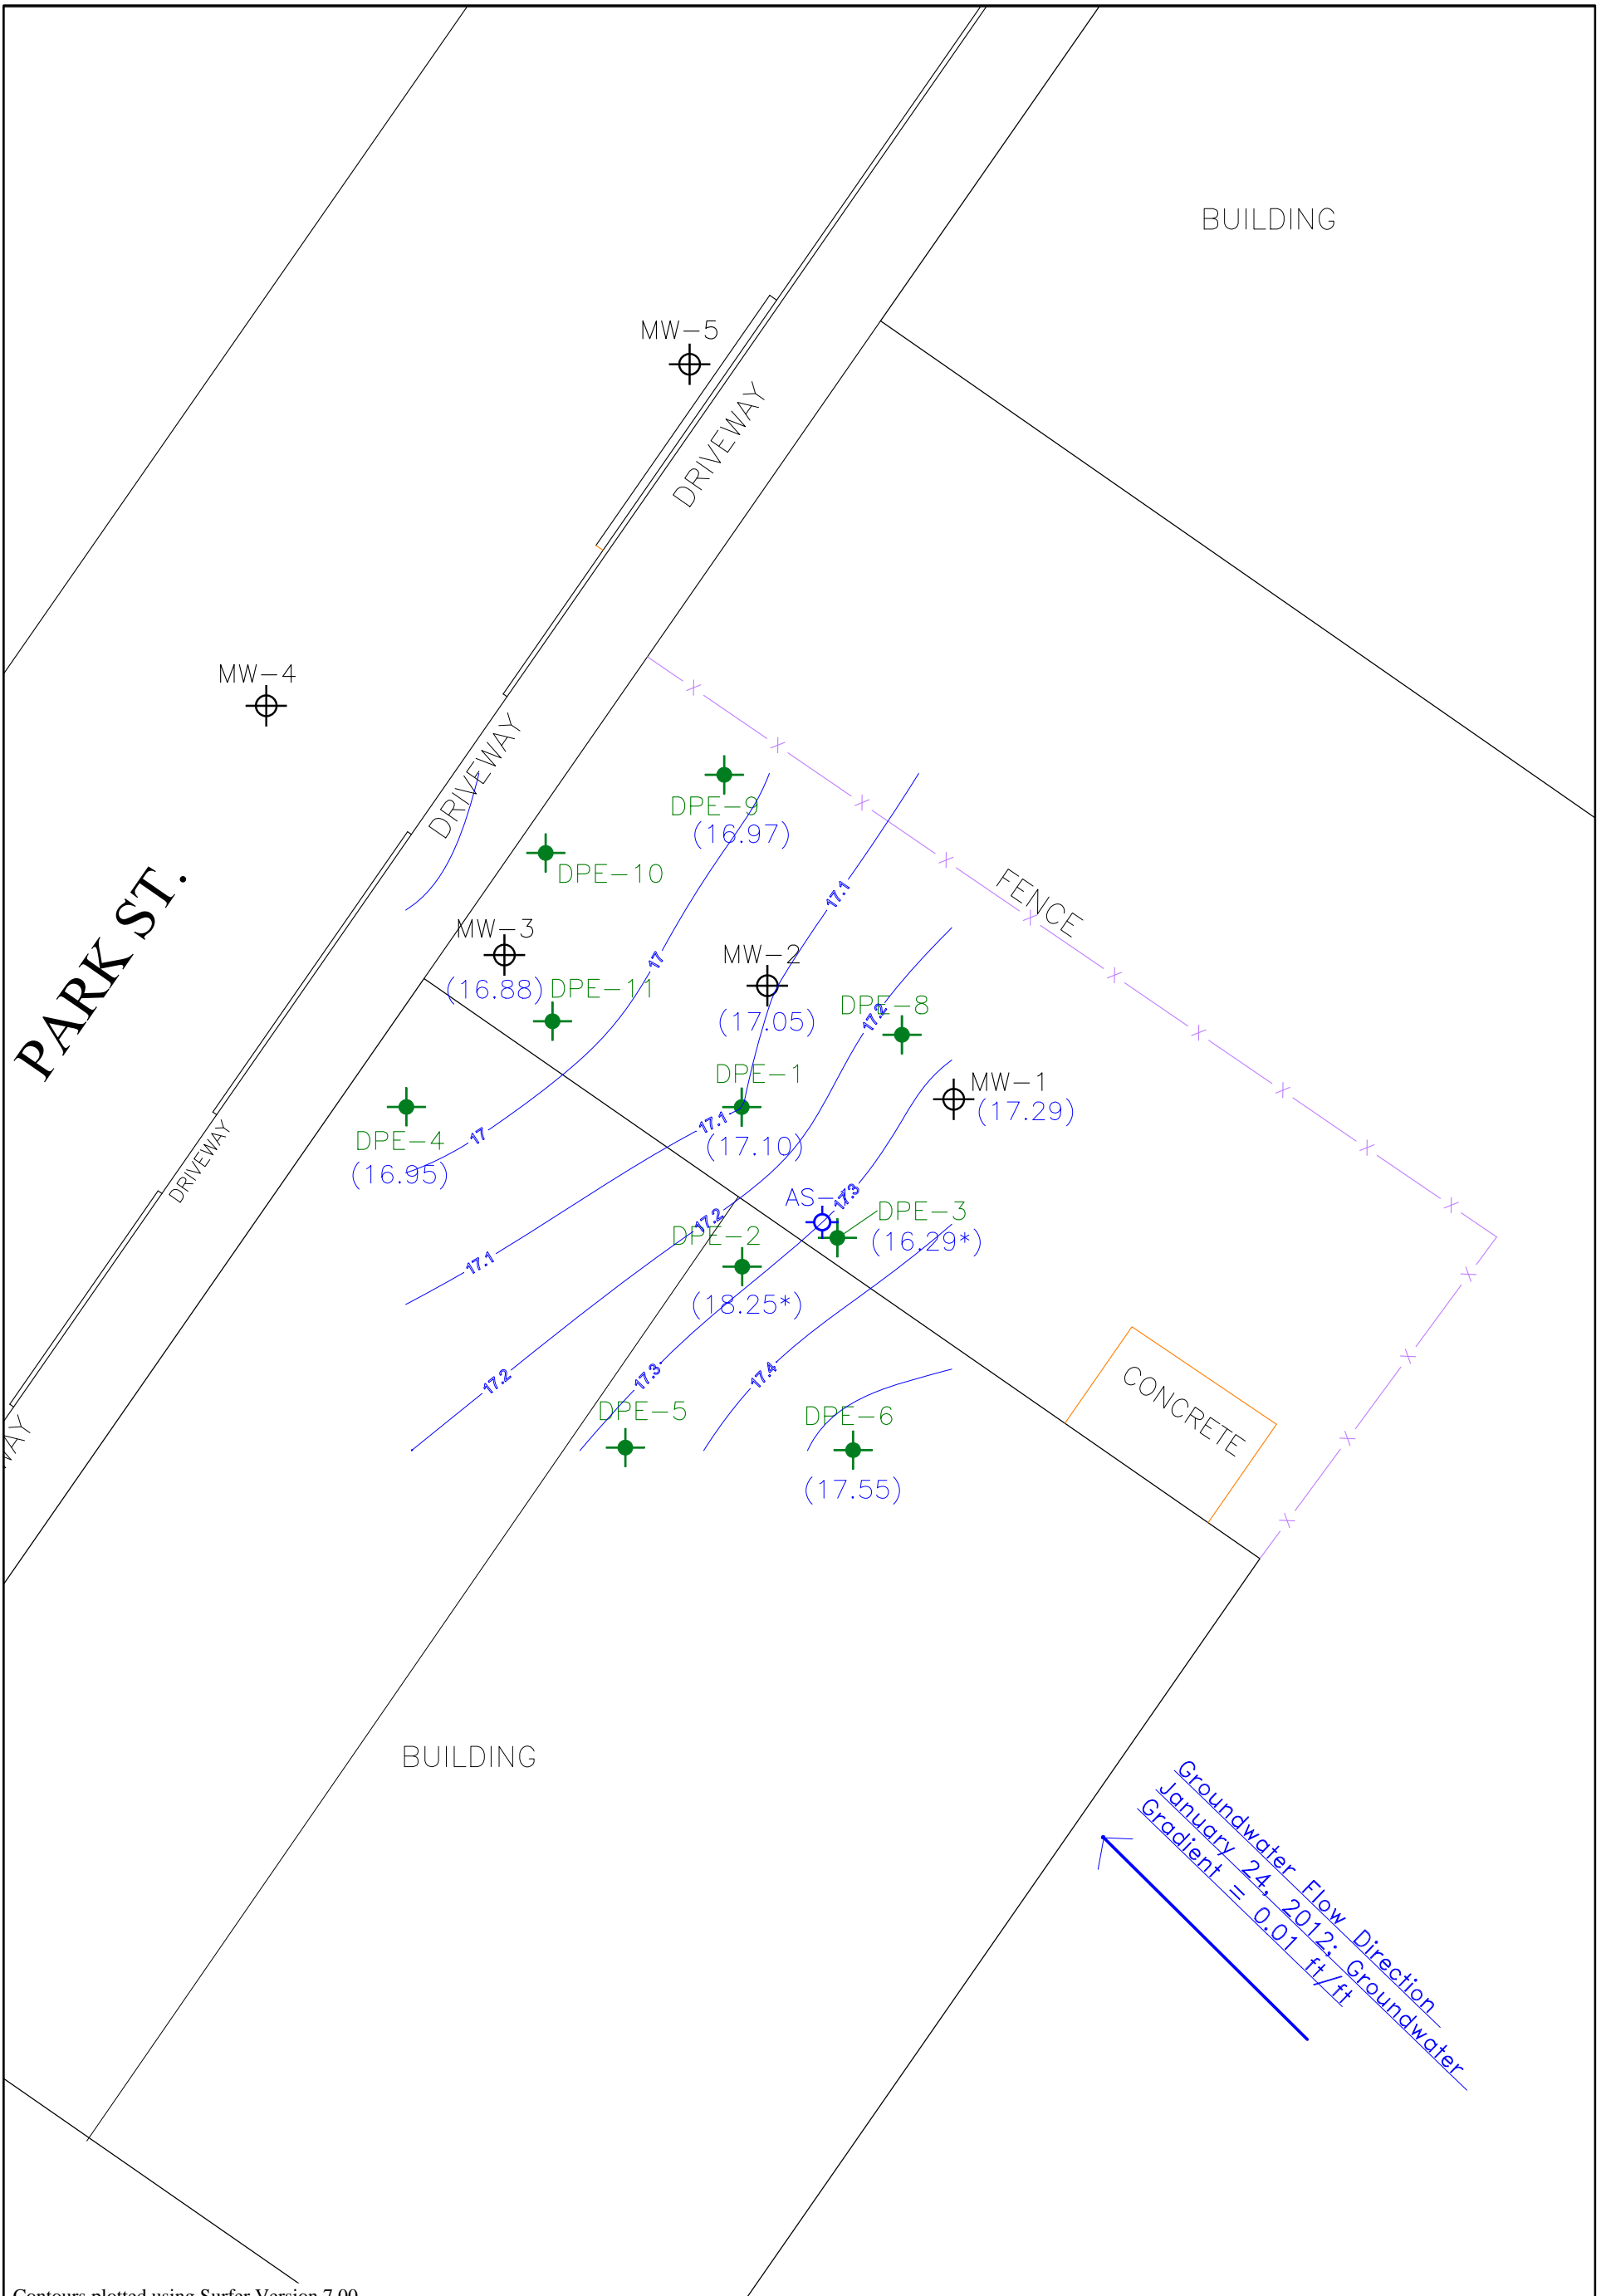 BUILDING
MW-5
DRIVEWAY
MW-4
DRIVEWAY
DPE-9
(16.97)
DPE-10
17.1
FENCE
PARK ST.
MW-3
(16.88)
DPE-11
17
MW-2
(17.05)
DPE-8
17.2
DPE-1
17.1
(17.10)
MW-1
(17.29)
DPE-4
(16.95)
17
DRIVEWAY
AS-
17.3
DPE-3
(16.29*)
17.2
DPE-2
(18.25*)
17.1
17.2
17.3
17.4
DPE-5
DPE-6
(17.55)
CONCRETE
WAY
BUILDING
Groundwater Flow Direction
January 24, 2012; Groundwater
Gradient = 0.01 ft/ft
Contours plotted using Surfer Version 7.00